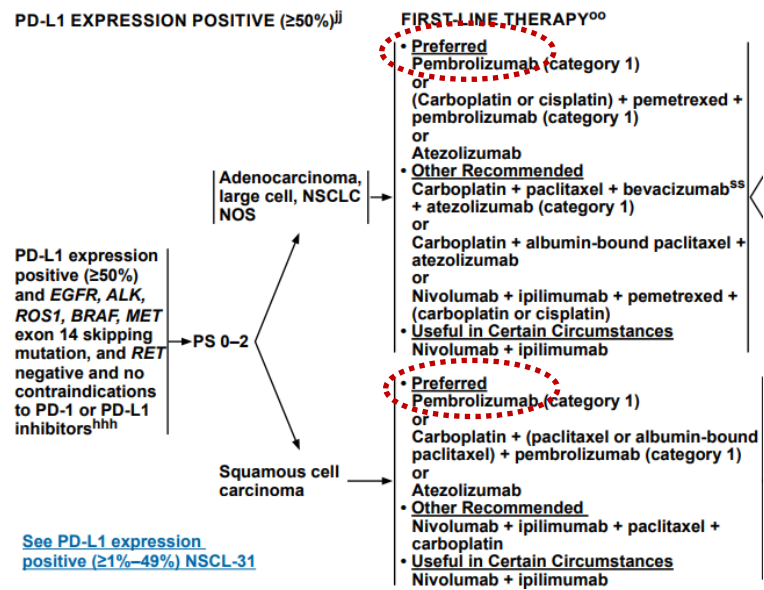 PD-L1 EXPRESSION POSITIVE (≥50%)jj
FIRST-LINE THERAPYoo
PD-L1 expression
positive (≥50%)
and EGFR, ALK,
ROS1, BRAF, MET
exon 14 skipping
mutation, and RET
negative and no
contraindications
to PD-1 or PD-L1
inhibitorshhh
PS 0–2
Adenocarcinoma,
large cell, NSCLC
NOS
• Preferred
Pembrolizumab (category 1)
or
(Carboplatin or cisplatin) + pemetrexed +
pembrolizumab (category 1)
or
Atezolizumab
• Other Recommended
Carboplatin + paclitaxel + bevacizumabss
+ atezolizumab (category 1)
or
Carboplatin + albumin-bound paclitaxel +
atezolizumab
or
Nivolumab + ipilimumab + pemetrexed +
(carboplatin or cisplatin)
• Useful in Certain Circumstances
Nivolumab + ipilimumab
Squamous cell
carcinoma
• Preferred
Pembrolizumab (category 1)
or
Carboplatin + (paclitaxel or albumin-bound
paclitaxel) + pembrolizumab (category 1)
or
Atezolizumab
• Other Recommended
Nivolumab + ipilimumab + paclitaxel +
carboplatin
• Useful in Certain Circumstances
Nivolumab + ipilimumab
See PD-L1 expression
positive (≥1%–49%) NSCL-31